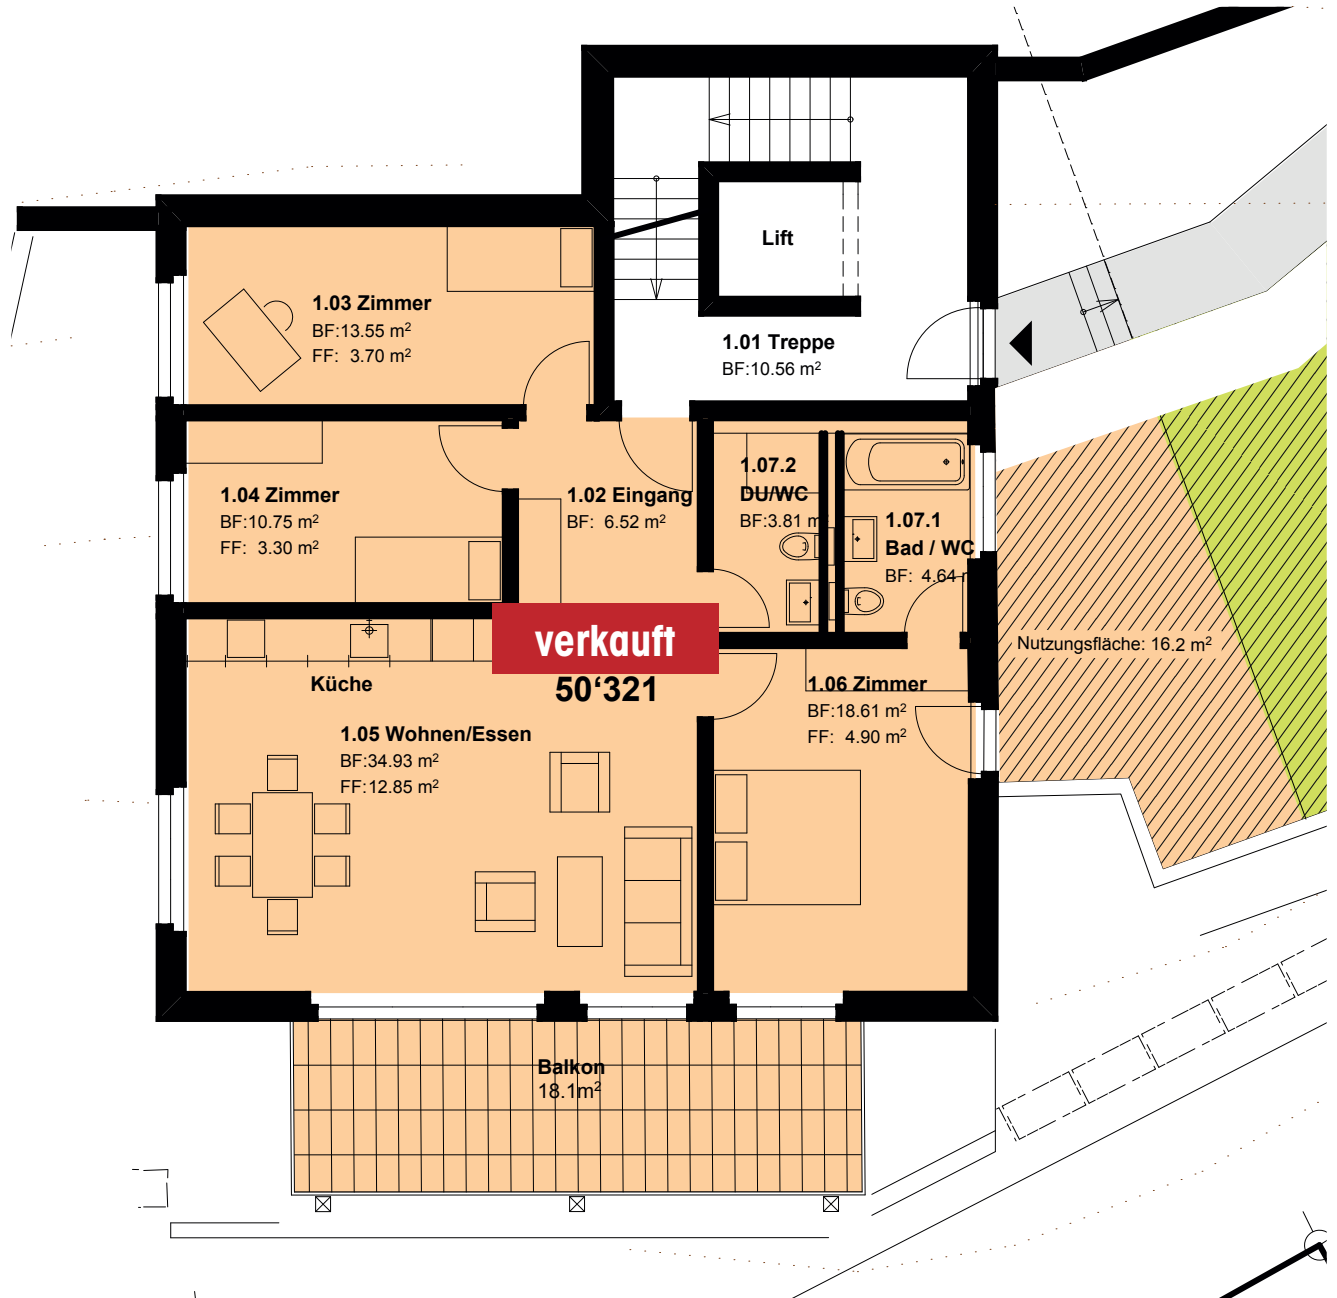 Lift
1.03 Zimmer
BF:13.55 m²
FF: 3.70 m²
1.01 Treppe
BF:10.56 m²
1.04 Zimmer
BF:10.75 m²
FF: 3.30 m²
1.02 Eingang
BF: 6.52 m²
1.07.2
DU/WC
BF:3.81 m
1.07.1
Bad / WC
BF: 4.64 m
Nutzungsfläche: 16.2 m²
verkauft
50‘321
Küche
1.05 Wohnen/Essen
BF:34.93 m²
FF:12.85 m²
1.06 Zimmer
BF:18.61 m²
FF: 4.90 m²
Balkon
18.1m²